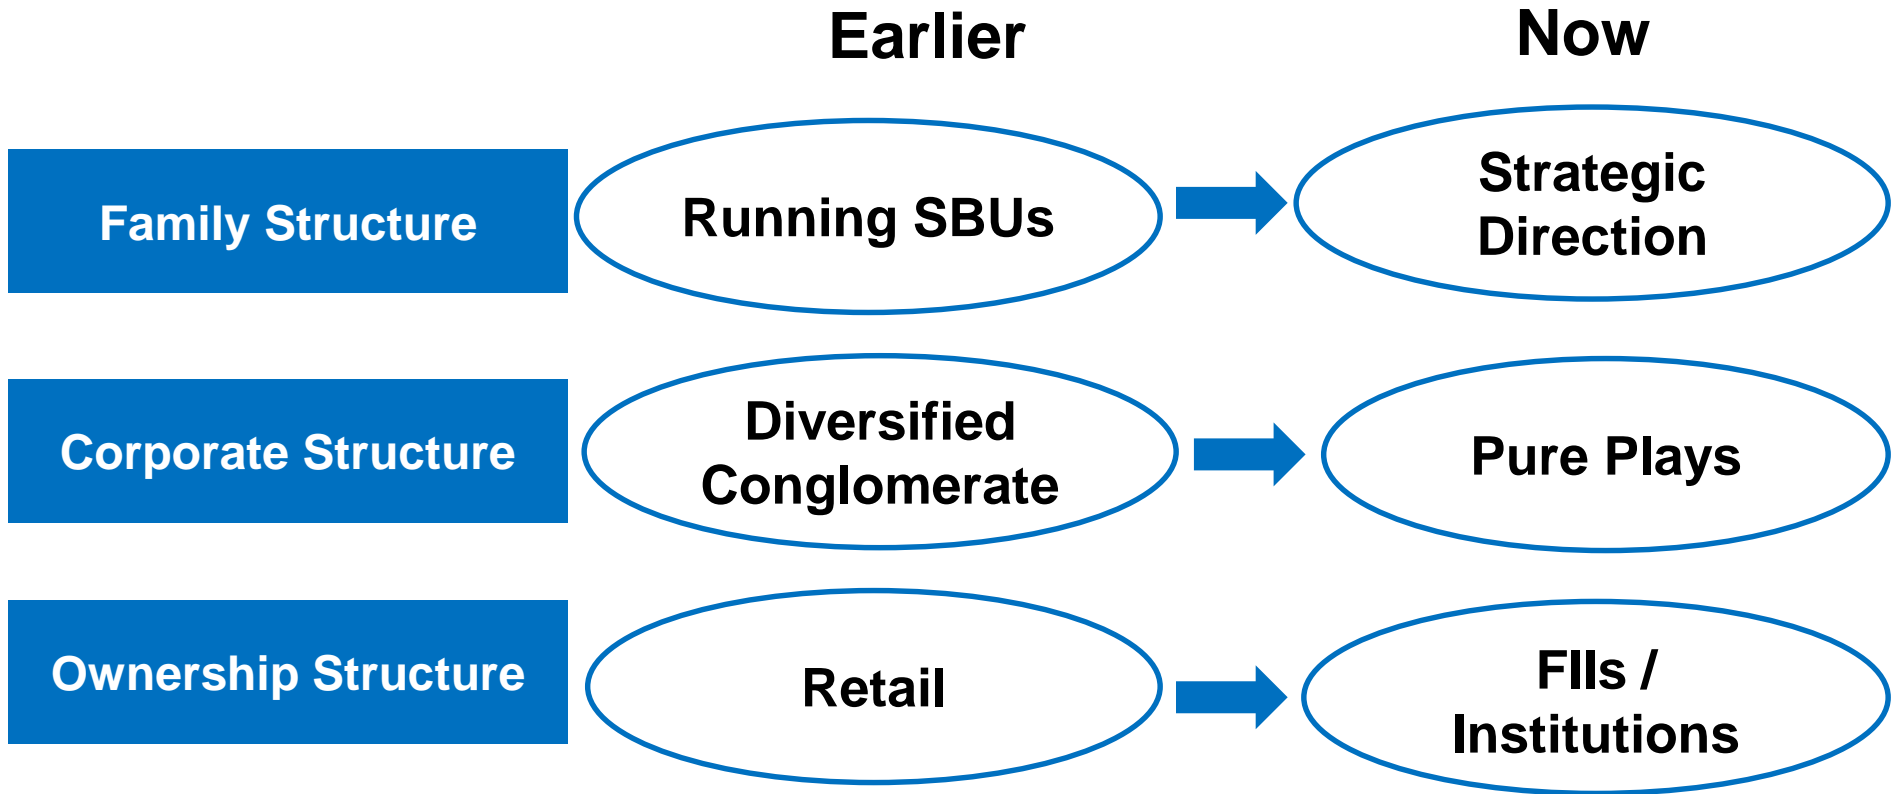 Earlier
Now
Family Structure
Running SBUs
Strategic
Direction
Corporate Structure
Diversified
Conglomerate
Pure Plays
Ownership Structure
Retail
FIIs /
Institutions